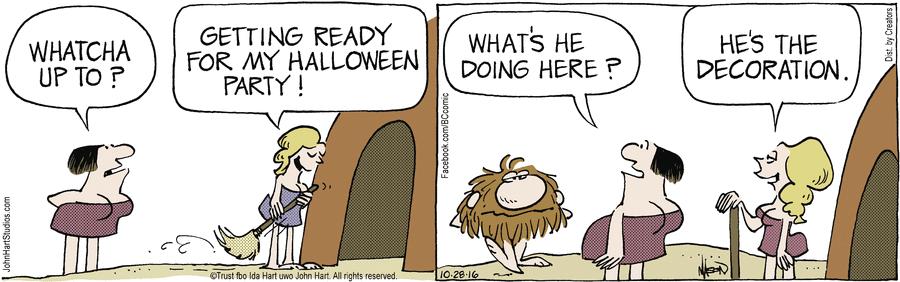 WHATCHA
UP TO?
GETTING READY
FOR MY HALLOWEEN
PARTY!
JohnHartStudios.com
©Trust fbo Ida Hart uwo John Hart. All rights reserved.
WHAT'S HE
DOING HERE?
HE'S THE
DECORATION.
Facebook.com/BCcomic
Dist. by Creators
10·28·16
MASON